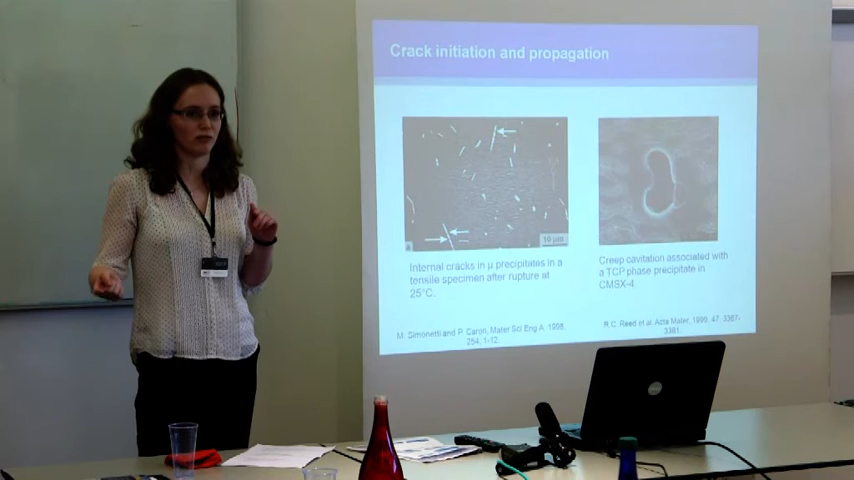 Crack initiation and propagation
10 µm
Internal cracks in µ precipitates in a
tensile specimen after rupture at
25°C.
Creep cavitation associated with
a TCP phase precipitate in
CMSX-4
M. Simonetti and P. Caron, Mater Sci Eng A, 1998,
254, 1-12.
R.C. Reed et al. Acta Mater, 1999, 47, 3367-
3381.
DELL